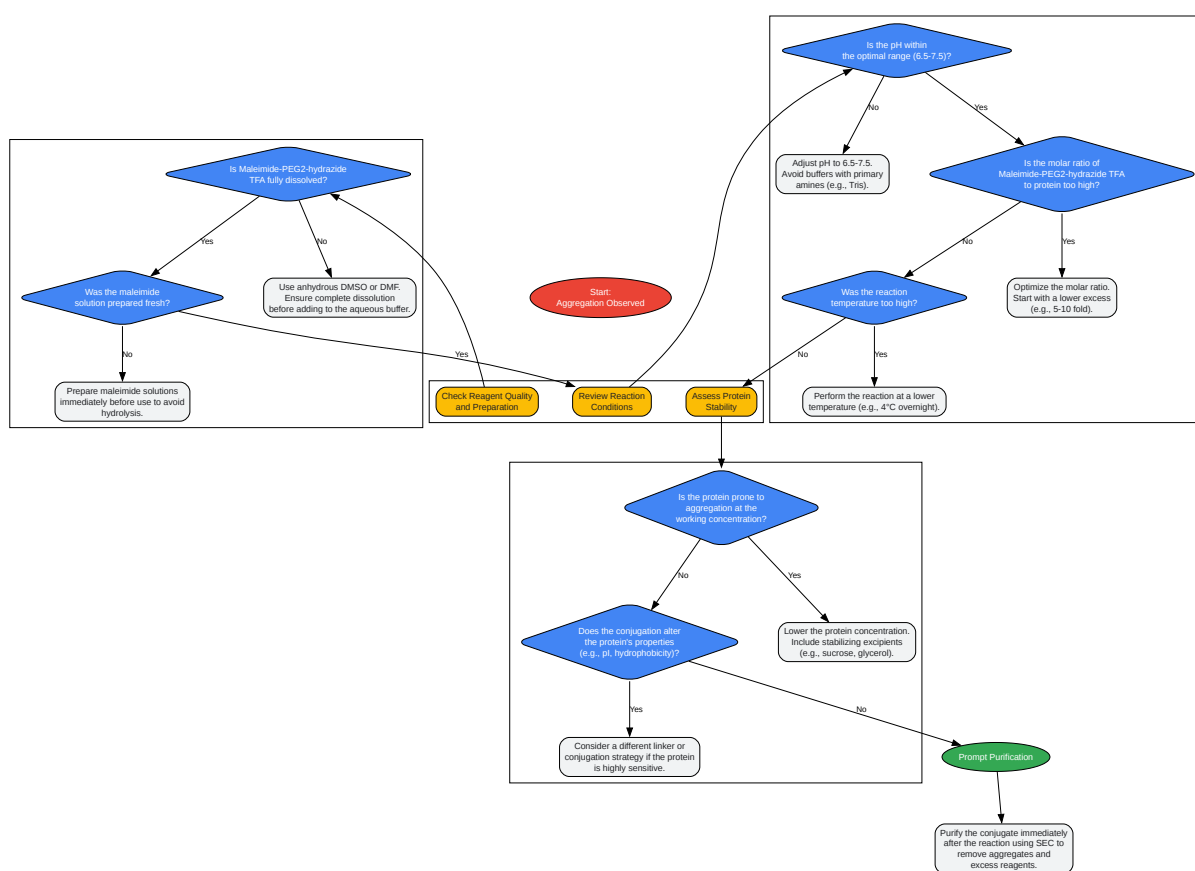 Is the pH within
the optimal range (6.5-7.5)?
No
Yes
Adjust pH to 6.5-7.5.
Avoid buffers with primary
amines (e.g., Tris).
Is the molar ratio of
Maleimide-PEG2-hydrazide TFA
to protein too high?
No
Yes
Was the reaction
temperature too high?
Optimize the molar ratio.
Start with a lower excess
(e.g., 5-10 fold).
No
Yes
Perform the reaction at a lower
temperature (e.g., 4°C overnight).
Is Maleimide-PEG2-hydrazide
TFA fully dissolved?
Yes
No
Was the maleimide
solution prepared fresh?
Use anhydrous DMSO or DMF.
Ensure complete dissolution
before adding to the aqueous buffer.
No
Yes
Prepare maleimide solutions
immediately before use to avoid
hydrolysis.
Start:
Aggregation Observed
Check Reagent Quality
and Preparation
Review Reaction
Conditions
Assess Protein
Stability
Is the protein prone to
aggregation at the
working concentration?
No
Yes
Does the conjugation alter
the protein's properties
(e.g., pI, hydrophobicity)?
Lower the protein concentration.
Include stabilizing excipients
(e.g., sucrose, glycerol).
Yes
No
Consider a different linker or
conjugation strategy if the protein
is highly sensitive.
Prompt Purification
Purify the conjugate immediately
after the reaction using SEC to
remove aggregates and
excess reagents.